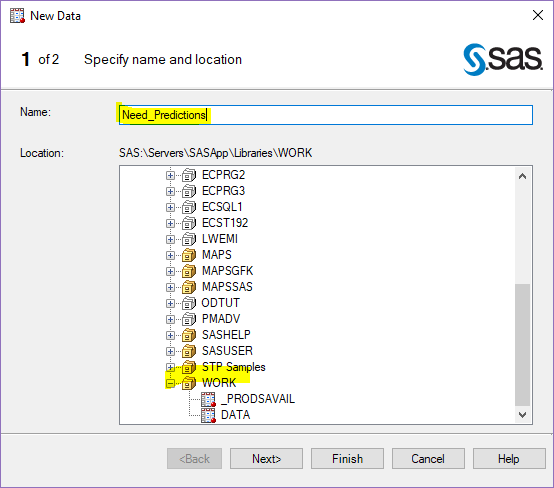 New Data
1 of 2 Specify name and location
sas
Name: Need_Predictions
Location: SAS:\Servers\SASApp\Libraries\WORK
ECPRG2
ECPRG3
ECSQL1
ECST192
LWEMI
MAPS
MAPSGFK
MAPSSAS
ODTUT
PMADV
SASHELP
SASUSER
STP Samples
WORK
_PRODSAVAIL
DATA
<Back Next> Finish Cancel Help